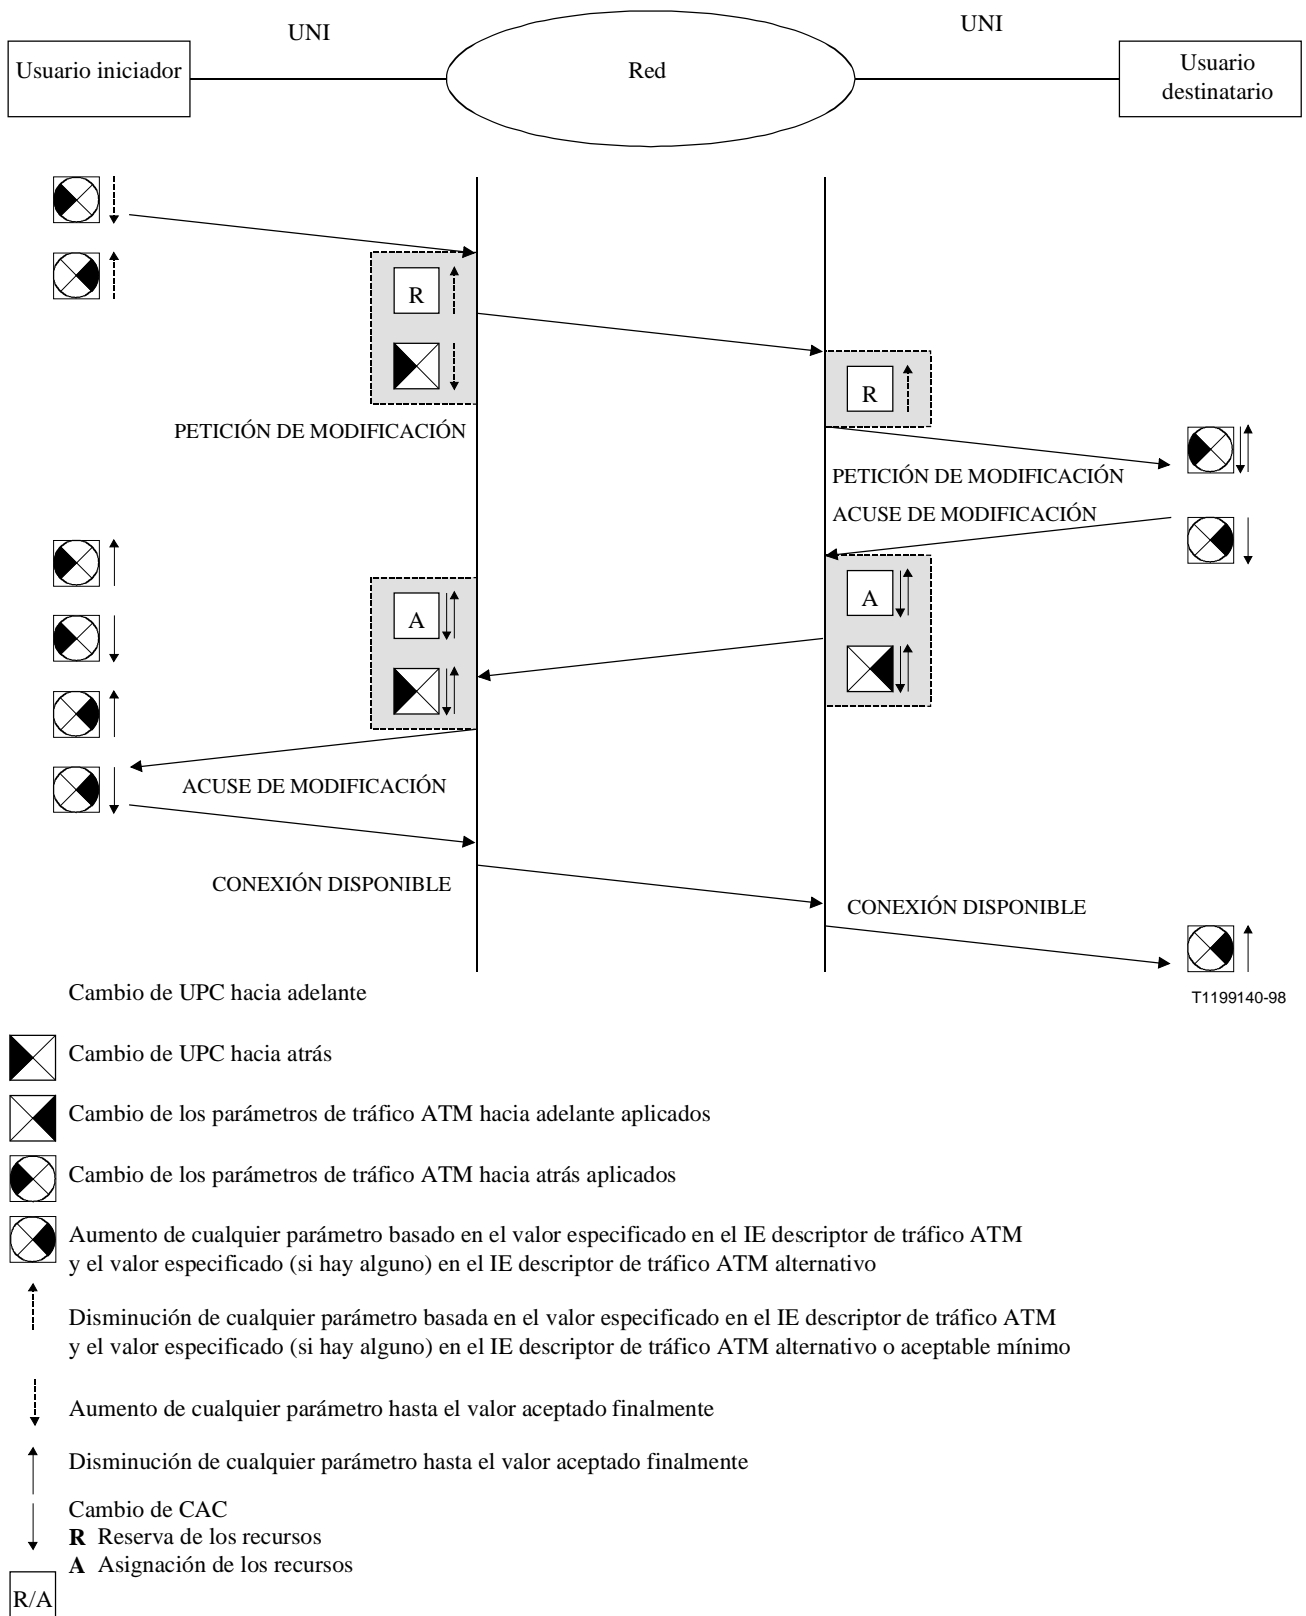 UNI
UNI
Usuario iniciador
Red
Usuario
destinatario
R
R
PETICIÓN DE MODIFICACIÓN
PETICIÓN DE MODIFICACIÓN
ACUSE DE MODIFICACIÓN
A
A
ACUSE DE MODIFICACIÓN
CONEXIÓN DISPONIBLE
CONEXIÓN DISPONIBLE
T1199140-98
Cambio de UPC hacia adelante
Cambio de UPC hacia atrás
Cambio de los parámetros de tráfico ATM hacia adelante aplicados
Cambio de los parámetros de tráfico ATM hacia atrás aplicados
Aumento de cualquier parámetro basado en el valor especificado en el IE descriptor de tráfico ATM
y el valor especificado (si hay alguno) en el IE descriptor de tráfico ATM alternativo
Disminución de cualquier parámetro basada en el valor especificado en el IE descriptor de tráfico ATM
y el valor especificado (si hay alguno) en el IE descriptor de tráfico ATM alternativo o aceptable mínimo
Aumento de cualquier parámetro hasta el valor aceptado finalmente
Disminución de cualquier parámetro hasta el valor aceptado finalmente
Cambio de CAC
R Reserva de los recursos
A Asignación de los recursos
R/A